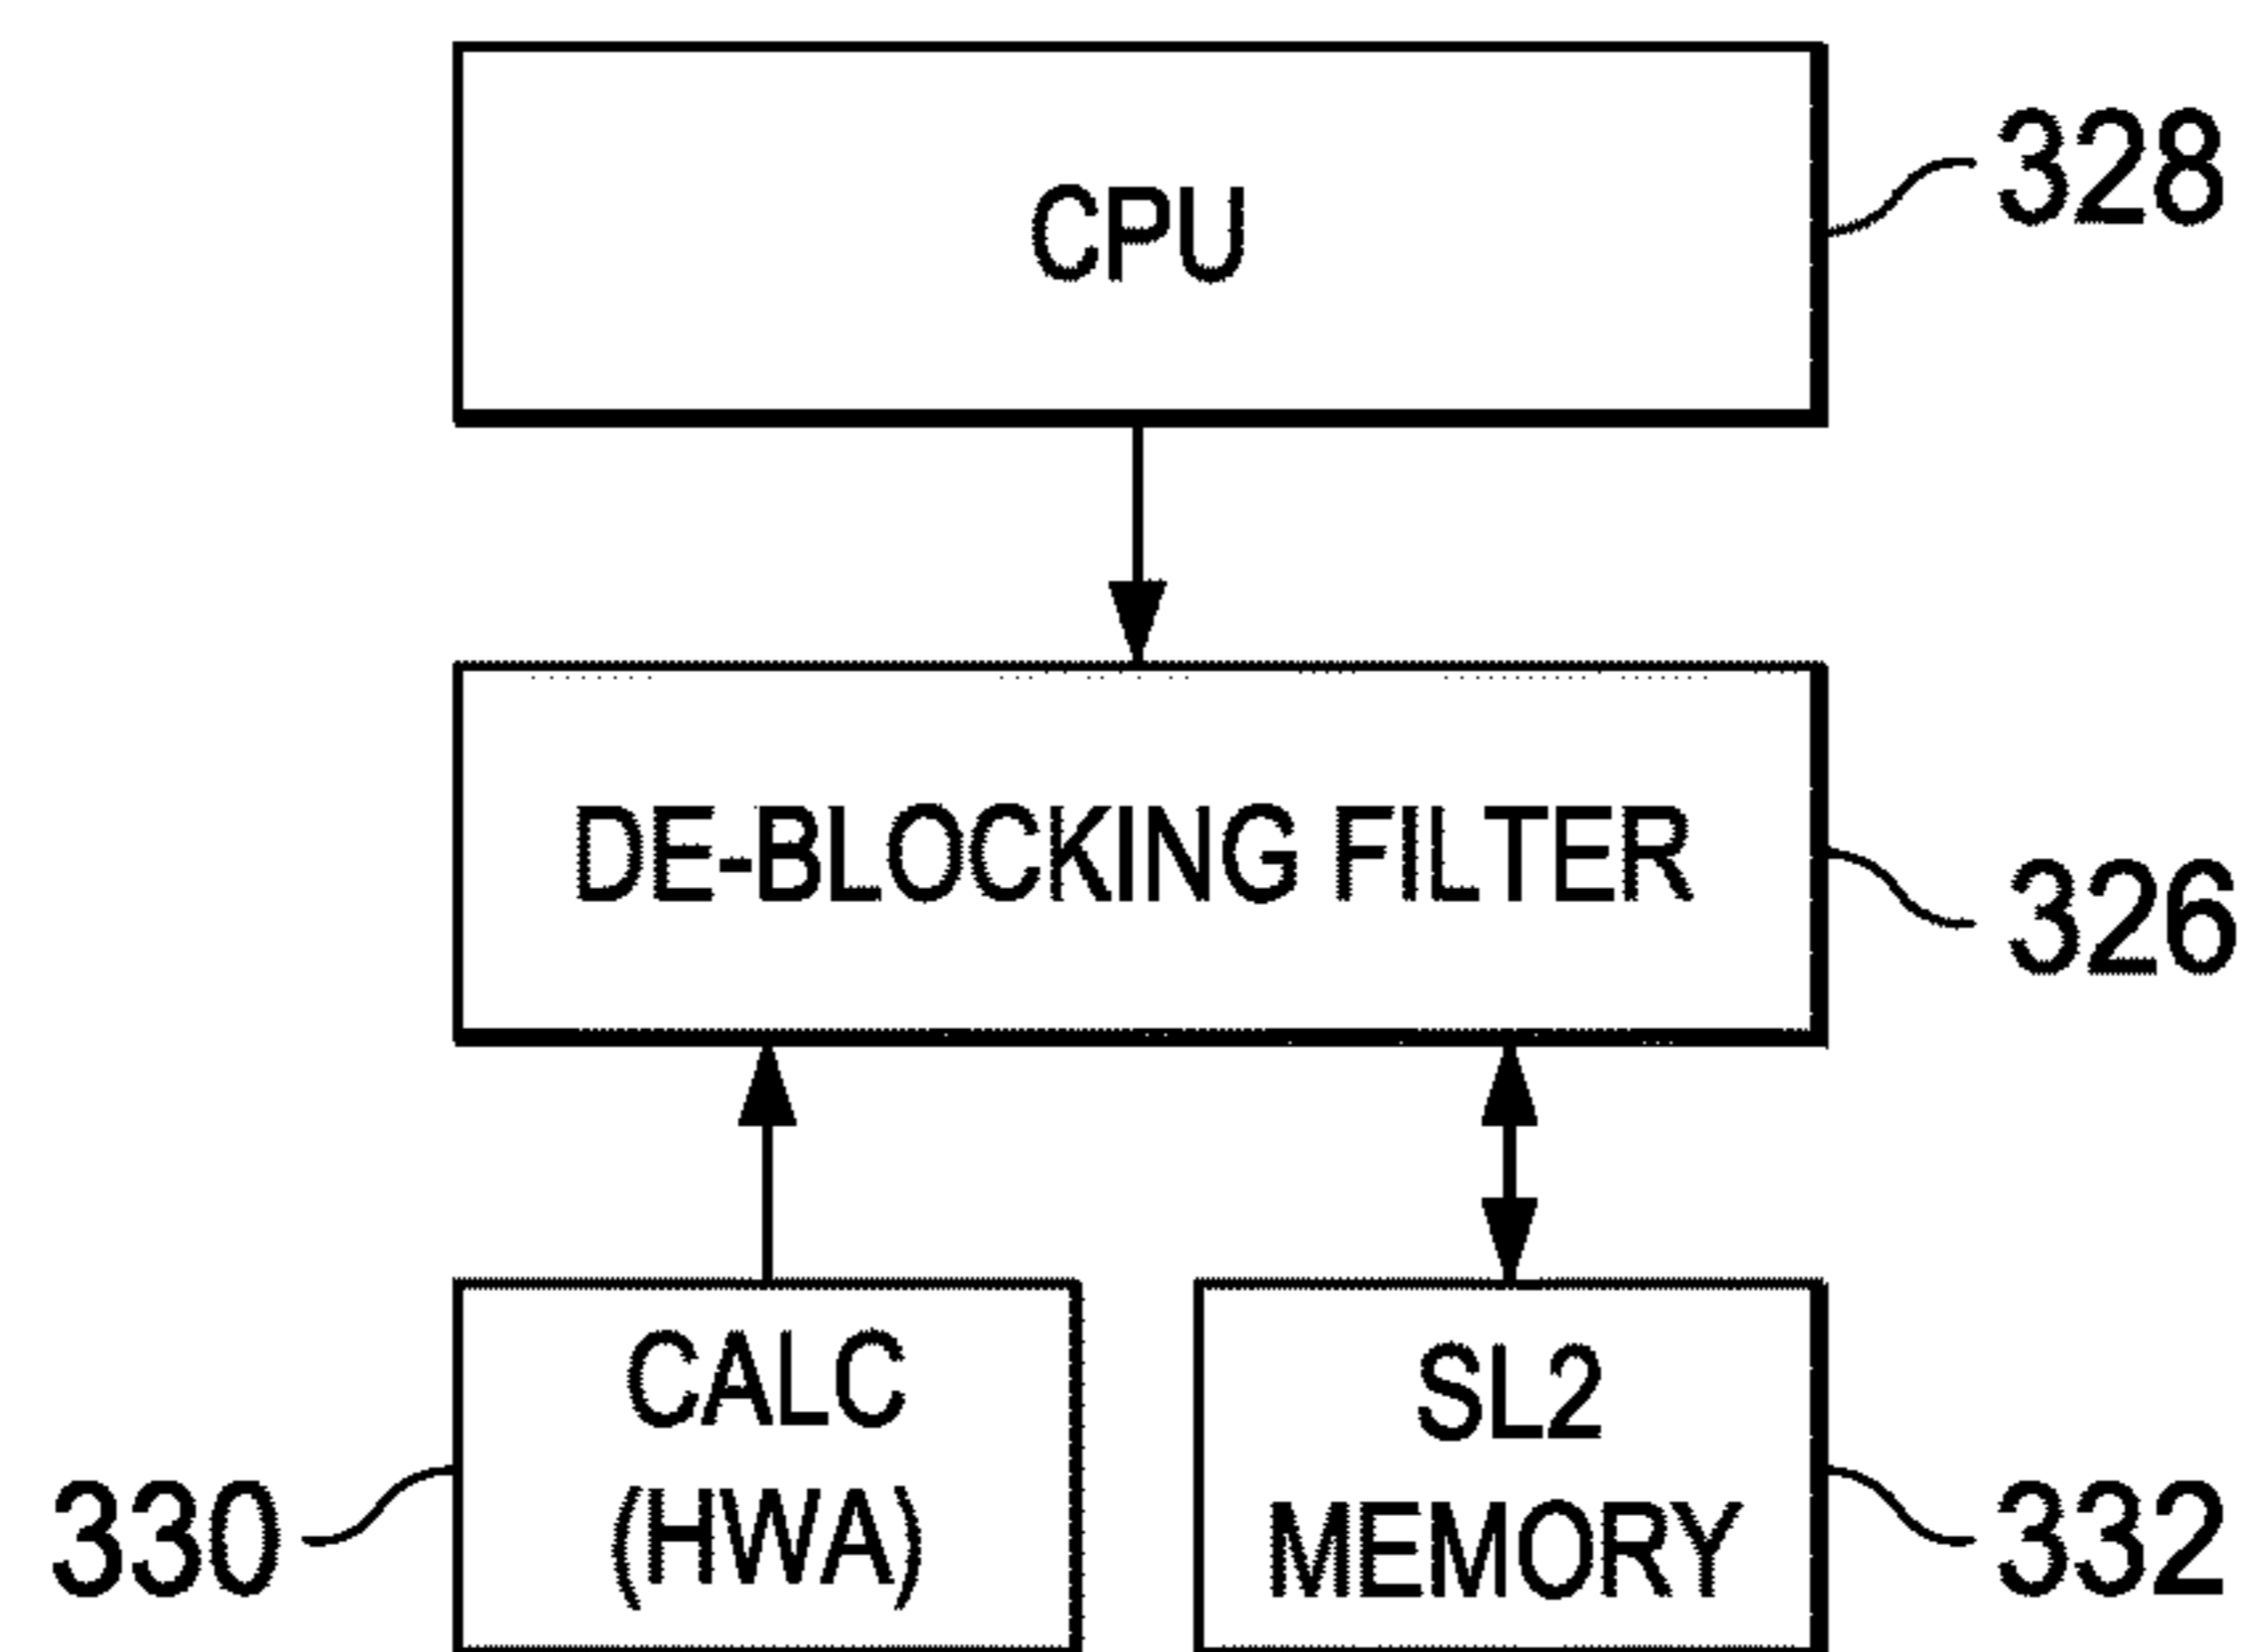 CPU
328
DE-BLOCKING FILTER
326
CALC
(HWA)
330
SL2
MEMORY
332